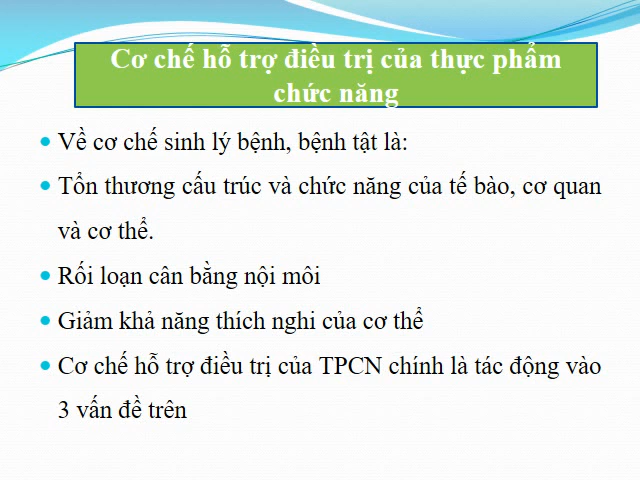 Cơ chế hỗ trợ điều trị của thực phẩm
chức năng
Về cơ chế sinh lý bệnh, bệnh tật là:
Tổn thương cấu trúc và chức năng của tế bào, cơ quan
và cơ thể.
Rối loạn cân bằng nội môi
Giảm khả năng thích nghi của cơ thể
Cơ chế hỗ trợ điều trị của TPCN chính là tác động vào
3 vấn đề trên